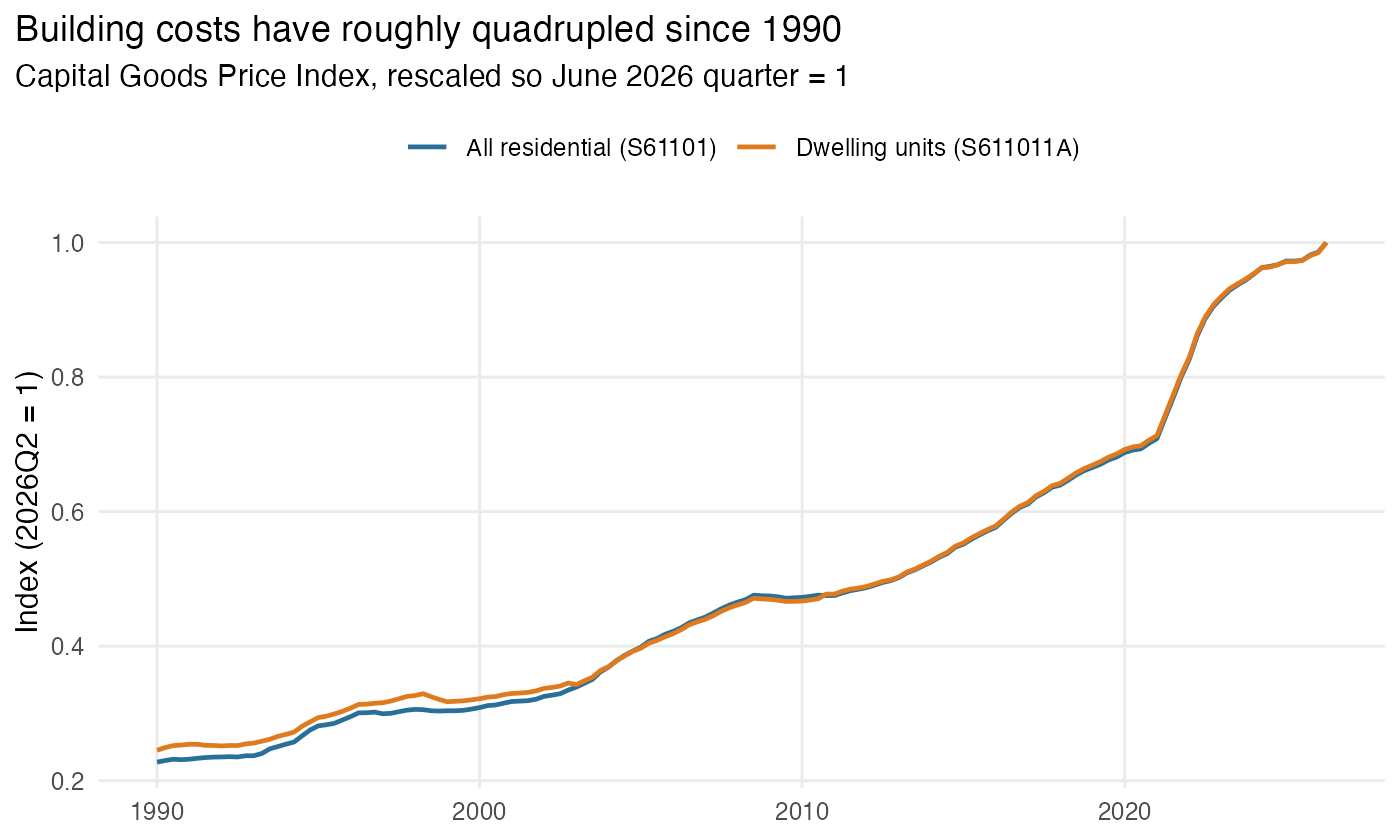 Building costs have roughly quadrupled since 1990
Capital Goods Price Index, rescaled so June 2026 quarter = 1
All residential (S61101)
Dwelling units (S611011A)
Index (2026Q2 = 1)
1.0
0.8
0.6
0.4
0.2
1990
2000
2010
2020